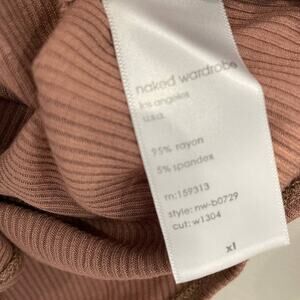 naked wardrobe
los angeles
u.s.a.
95% rayon
5% spandex
rn:159313
style: nw-b0729
cut: w1304
xl